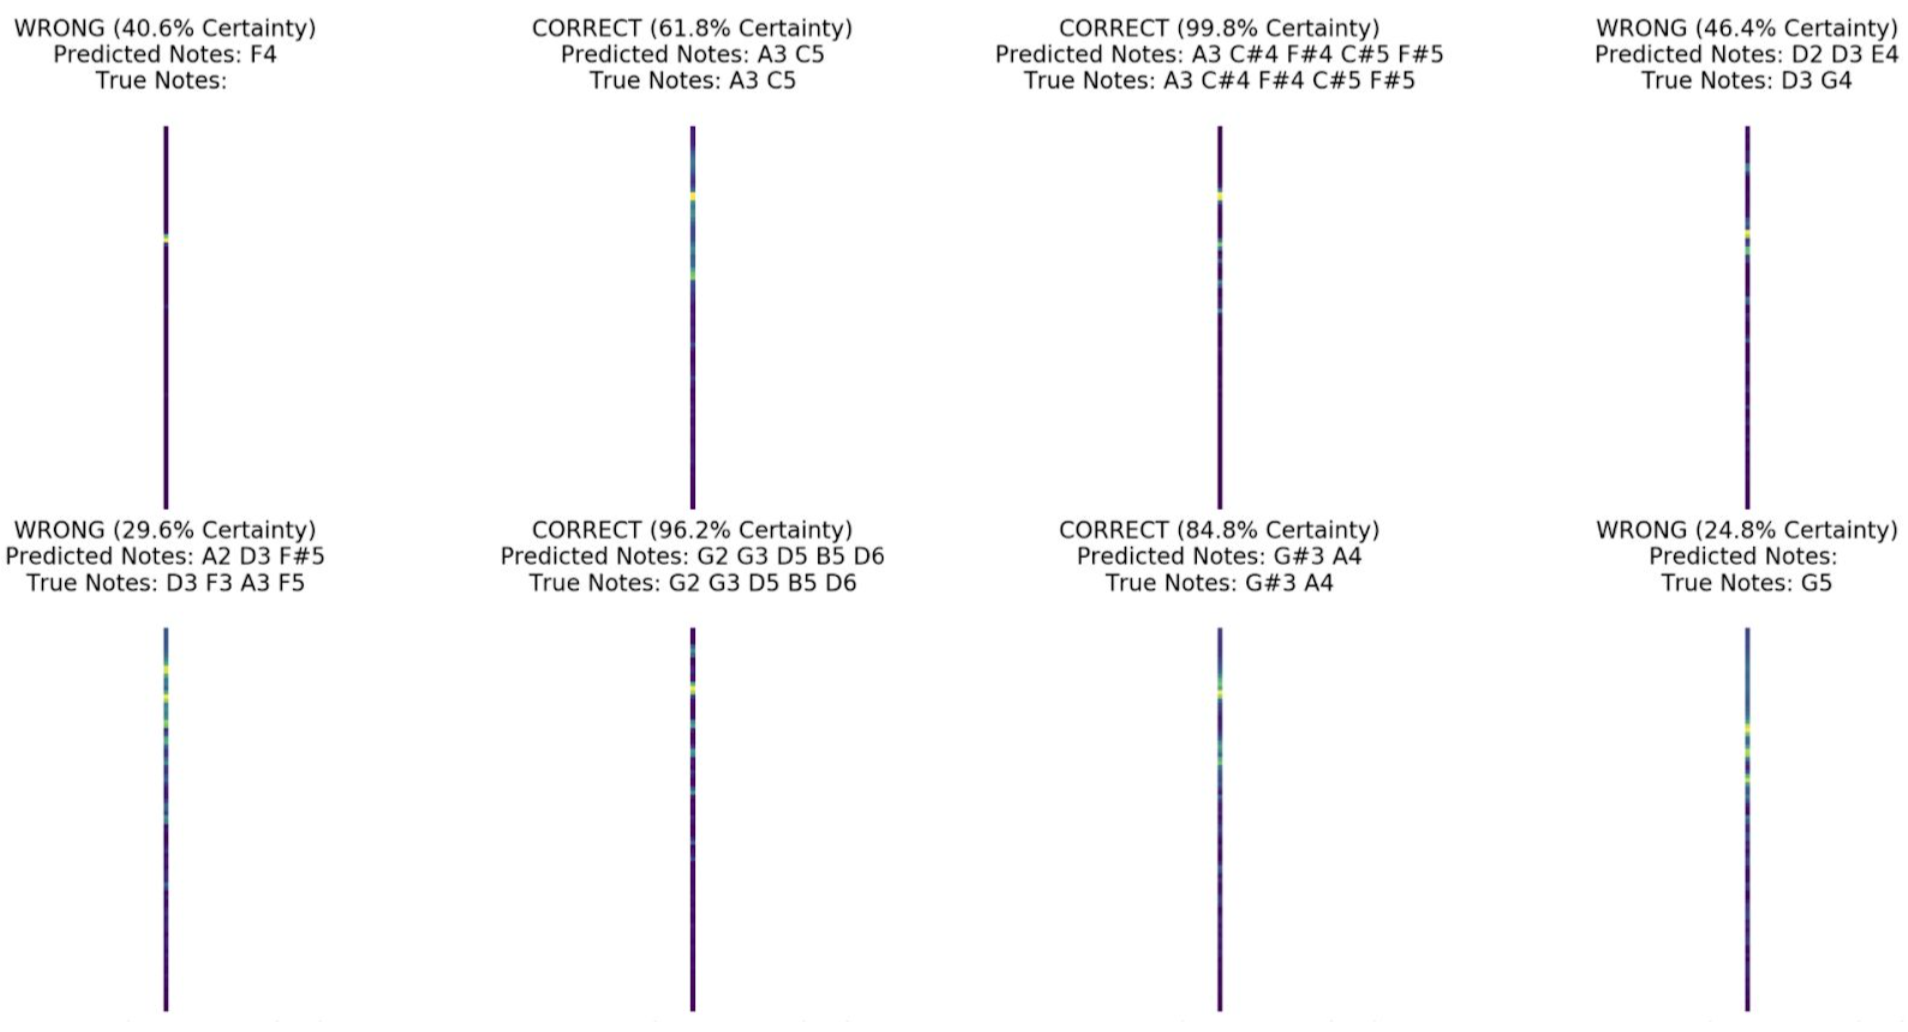 WRONG (40.6% Certainty)
Predicted Notes: F4
True Notes:
CORRECT (61.8% Certainty)
Predicted Notes: A3 C5
True Notes: A3 C5
CORRECT (99.8% Certainty)
Predicted Notes: A3 C#4 F#4 C#5 F#5
True Notes: A3 C#4 F#4 C#5 F#5
WRONG (46.4% Certainty)
Predicted Notes: D2 D3 E4
True Notes: D3 G4
WRONG (29.6% Certainty)
Predicted Notes: A2 D3 F#5
True Notes: D3 F3 A3 F5
CORRECT (96.2% Certainty)
Predicted Notes: G2 G3 D5 B5 D6
True Notes: G2 G3 D5 B5 D6
CORRECT (84.8% Certainty)
Predicted Notes: G#3 A4
True Notes: G#3 A4
WRONG (24.8% Certainty)
Predicted Notes:
True Notes: G5